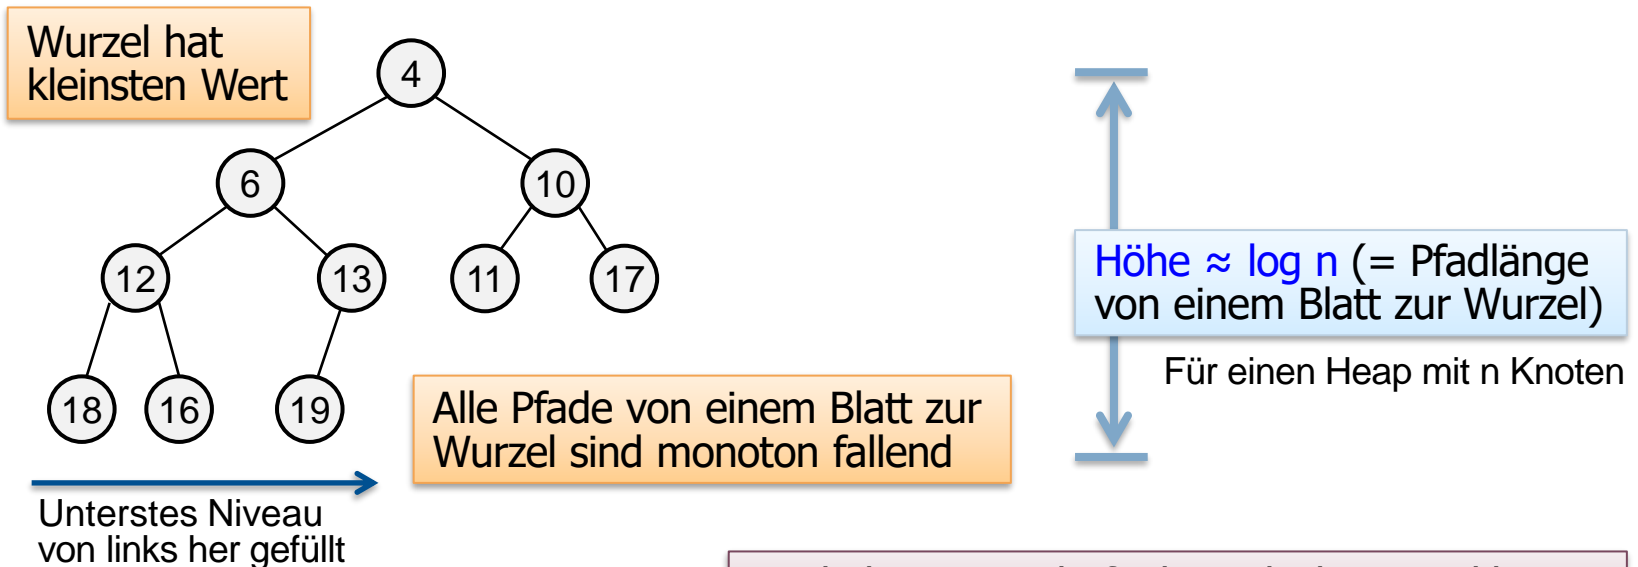 Wurzel hat
kleinsten Wert
4
6
10
12
13
11
17
18
16
19
Höhe ≈ log n (= Pfadlänge
von einem Blatt zur Wurzel)
Für einen Heap mit n Knoten
Alle Pfade von einem Blatt zur
Wurzel sind monoton fallend
Unterstes Niveau
von links her gefüllt